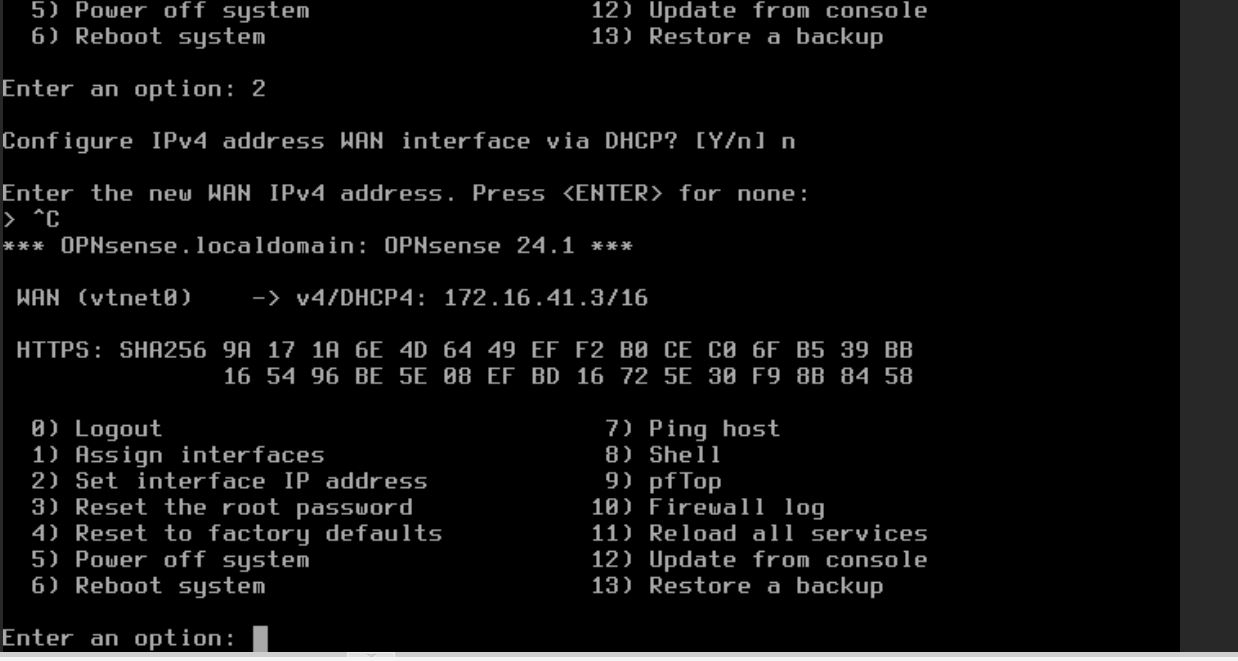 5) Power off system                   12) Update from console
6) Reboot system                      13) Restore a backup
Enter an option: 2
Configure IPv4 address WAN interface via DHCP? [Y/n] n
Enter the new WAN IPv4 address. Press <ENTER> for none:
> ^C
*** OPNsense.localdomain: OPNsense 24.1 ***
WAN (vtnet0)    -> v4/DHCP4: 172.16.41.3/16
HTTPS: SHA256 9A 17 1A 6E 4D 64 49 EF F2 B0 CE C0 6F B5 39 BB
16 54 96 BE 5E 08 EF BD 16 72 5E 30 F9 8B 84 58
0) Logout                              7) Ping host
1) Assign interfaces                   8) Shell
2) Set interface IP address            9) pfTop
3) Reset the root password            10) Firewall log
4) Reset to factory defaults          11) Reload all services
5) Power off system                   12) Update from console
6) Reboot system                      13) Restore a backup
Enter an option: